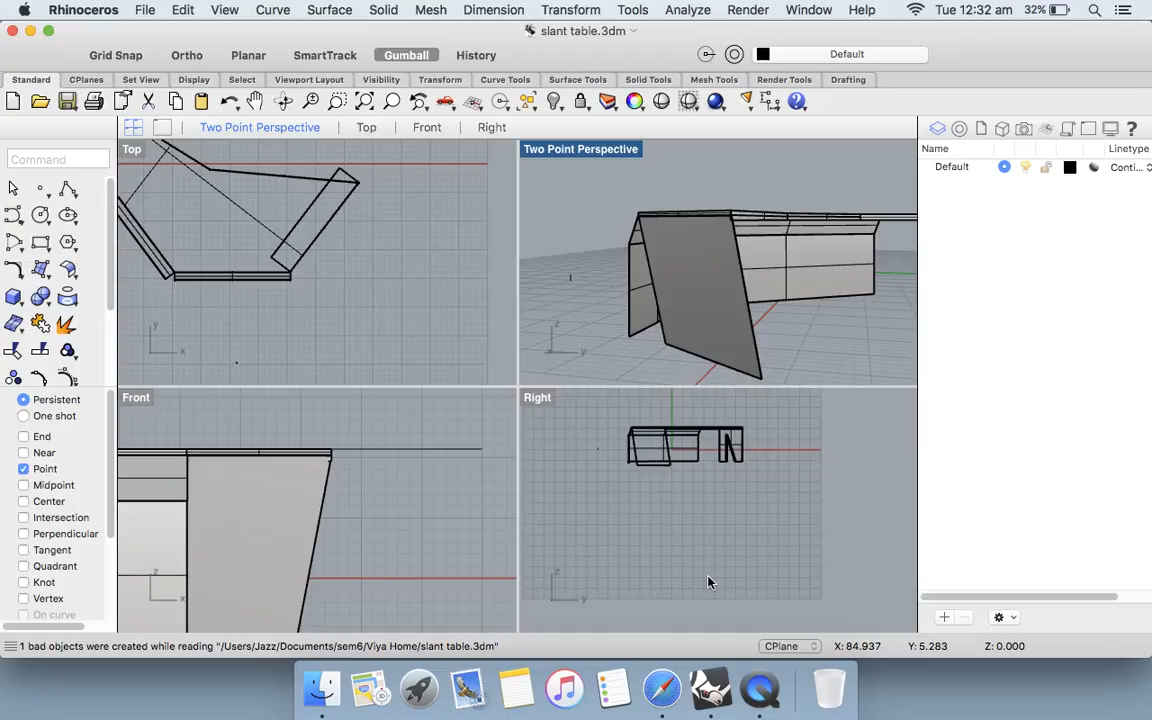 Rhinoceros File Edit View Curve Surface Solid Mesh Dimension Transform Tools Analyze Render Window Help Tue 12:32 am 32%
slant table.3dm
Grid Snap Ortho Planar SmartTrack Gumball History Default
Standard CPlanes Set View Display Select Viewport Layout Visibility Transform Curve Tools Surface Tools Solid Tools Mesh Tools Render Tools Drafting
Two Point Perspective Top Front Right
Command
Top
Two Point Perspective
Name Linetype
Default Conti...
y
x
z
y
Front
Right
Persistent
One shot
End
Near
Point
Midpoint
Center
Intersection
Perpendicular
Tangent
Quadrant
Knot
Vertex
On curve
z
x
z
y
1 bad objects were created while reading "/Users/Jazz/Documents/sem6/Viya Home/slant table.3dm"
CPlane X: 84.937 Y: 5.283 Z: 0.000